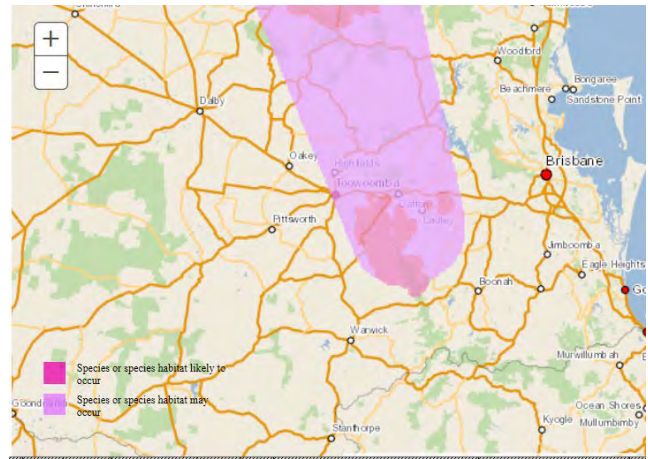 +
−
Woodford
Bongaree
Beachmere
Sandstone Point
Dalby
Oakey
Highfields
Brisbane
Toowoomba
Gatton
Laidley
Pittsworth
Jimboomba
Eagle Heights
Boonah
Go
Warwick
Murwillumbah
Species or species habitat likely to
occur
Species or species habitat may
occur
Ocean Shores
Mullumbimby
Kyogle
Stanthorpe